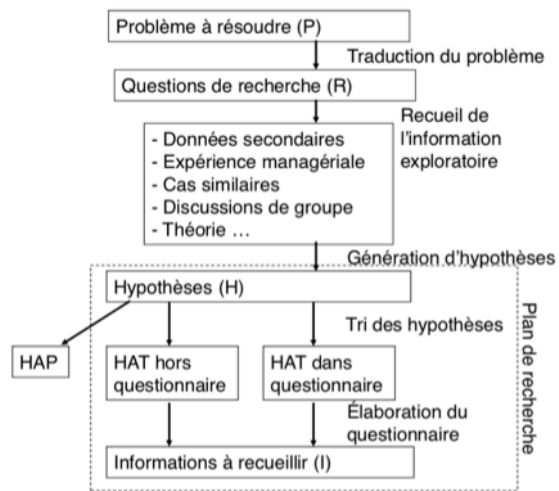 Problème à résoudre (P)
Traduction du problème
Questions de recherche (R)
Recueil de
l'information
exploratoire
- Données secondaires
- Expérience managériale
- Cas similaires
- Discussions de groupe
- Théorie ...
Génération d'hypothèses
Hypothèses (H)
Tri des hypothèses
HAP
HAT hors
questionnaire
HAT dans
questionnaire
Élaboration du
questionnaire
Informations à recueillir (I)
Plan de recherche